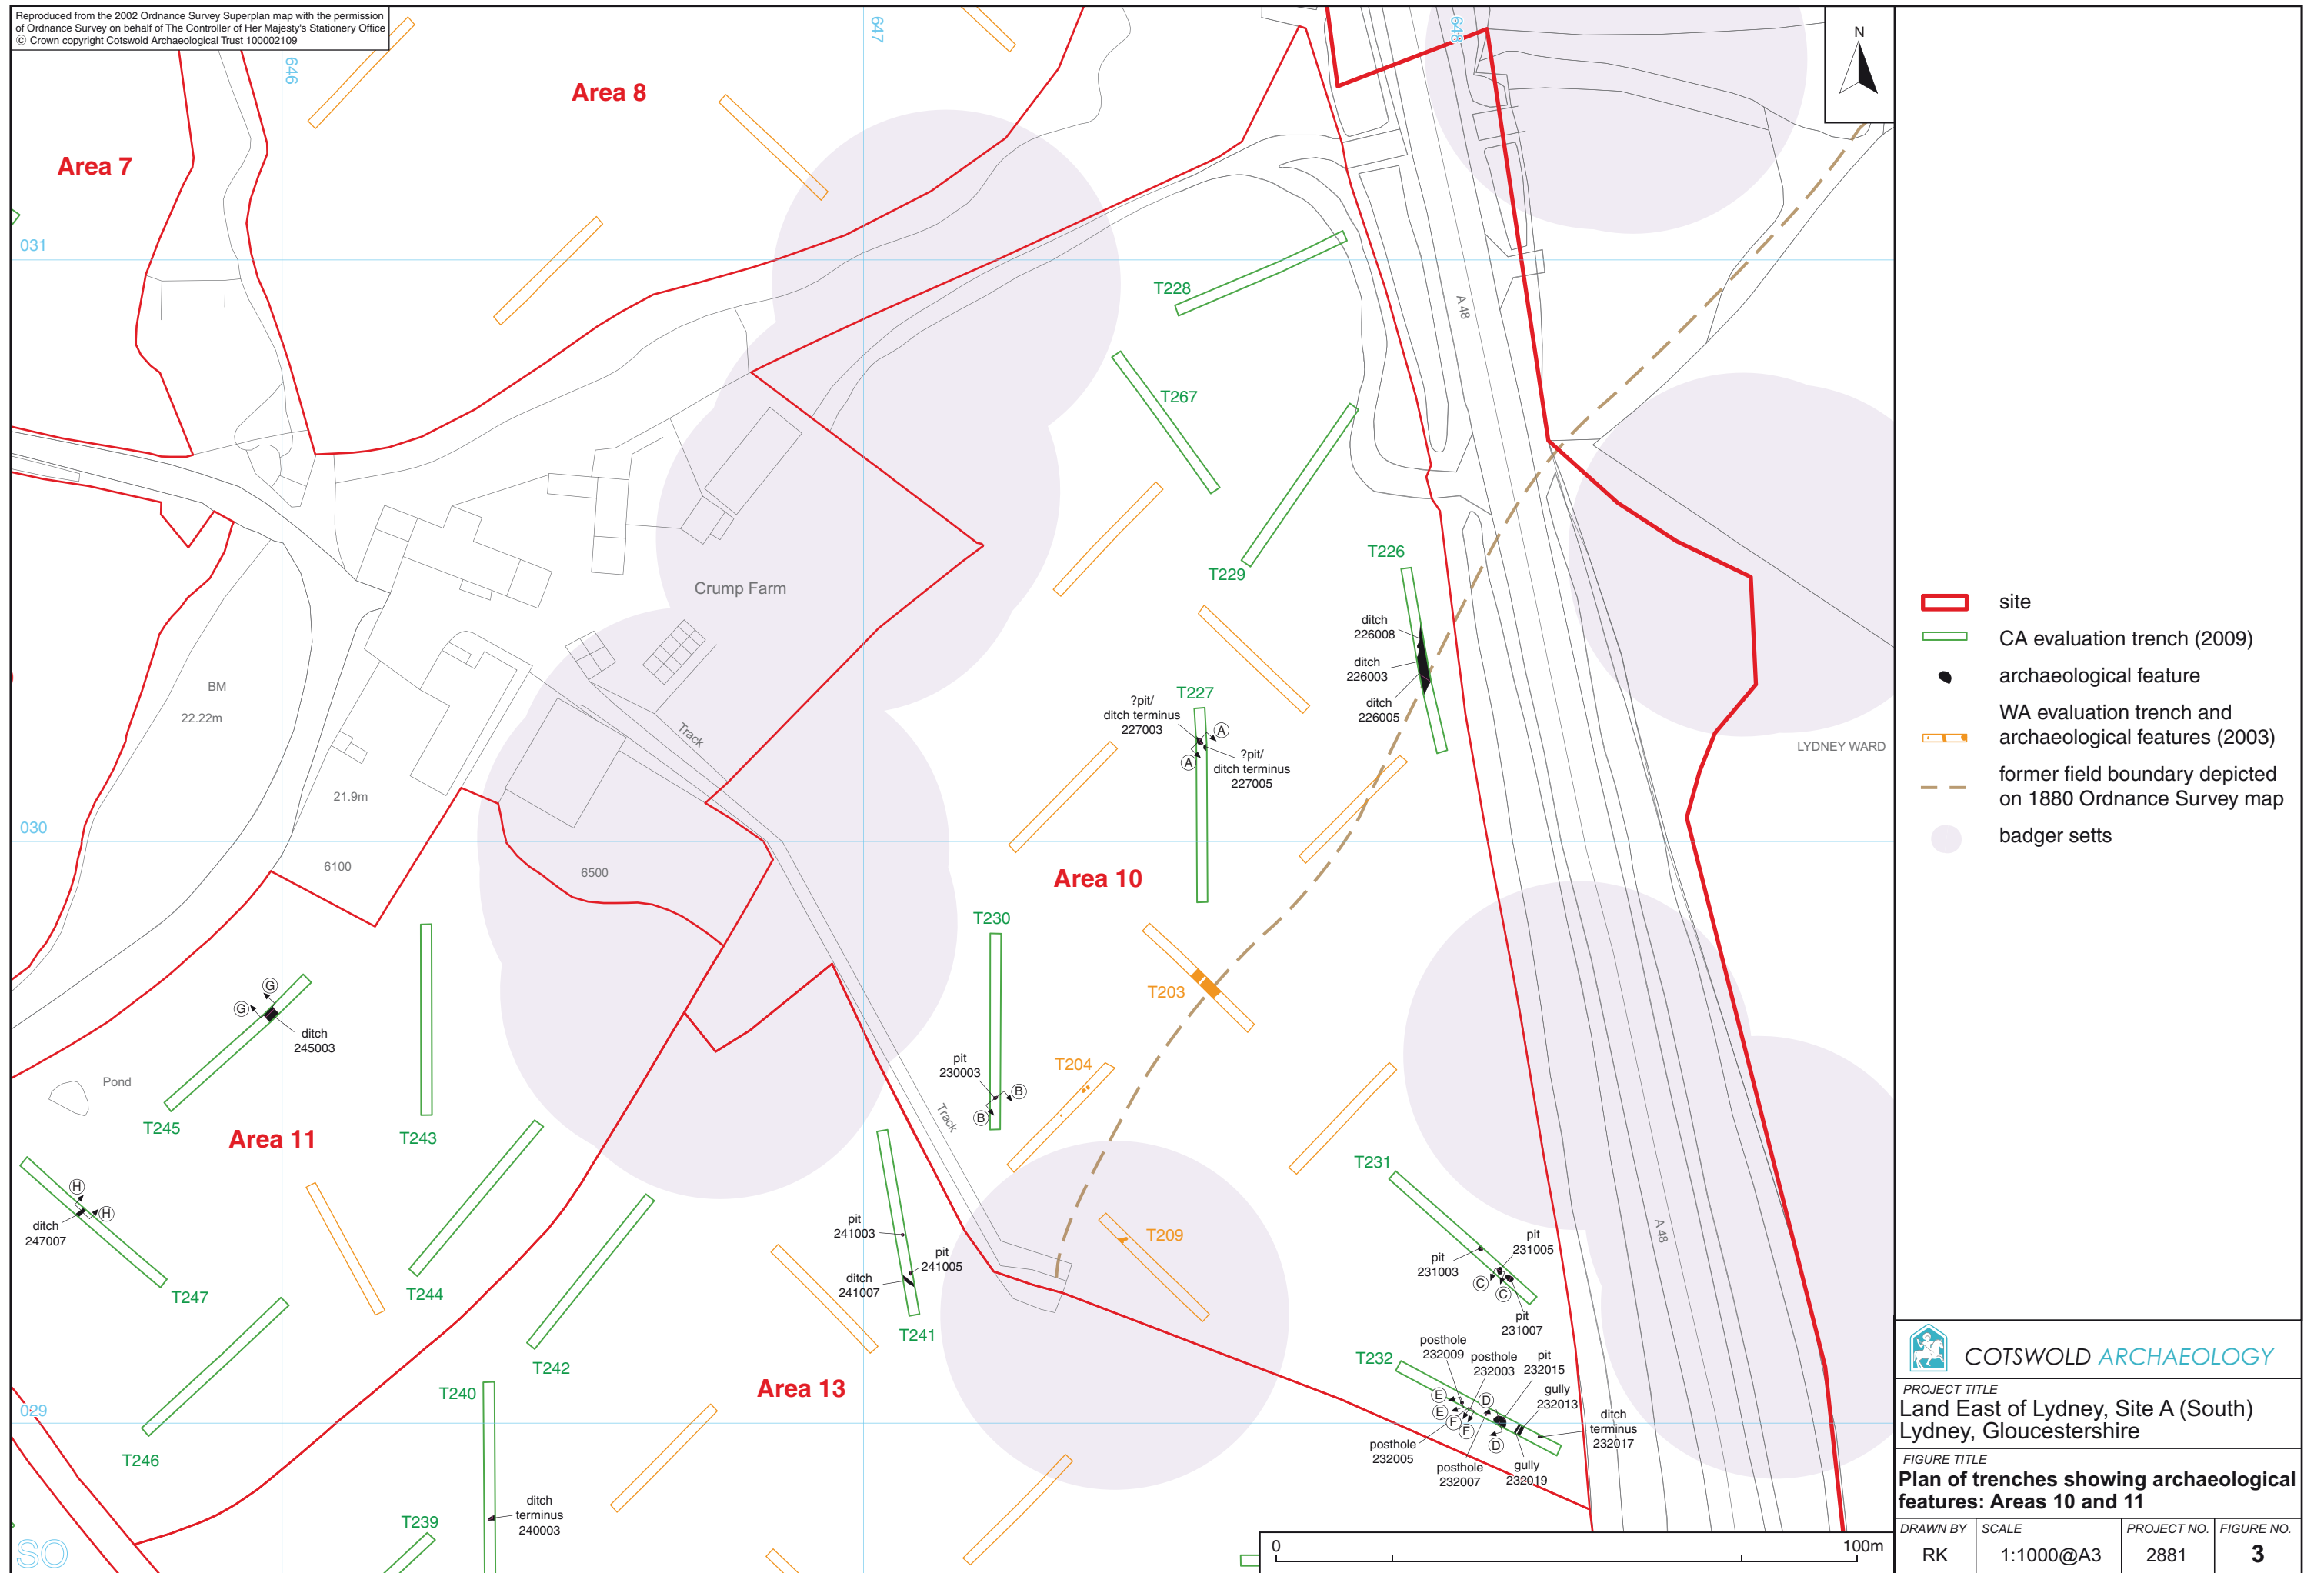 Reproduced from the 2002 Ordnance Survey Superplan map with the permission
of Ordnance Survey on behalf of The Controller of Her Majesty's Stationery Office
© Crown copyright Cotswold Archaeological Trust 100002109
646
647
648
N
Area 8
Area 7
031
T228
A 48
T267
T226
T229
Crump Farm
ditch
226008
ditch
226003
ditch
226005
BM
22.22m
T227
?pit/
ditch terminus
227003
A
A
?pit/
ditch terminus
227005
Track
LYDNEY WARD
21.9m
030
6100
6500
Area 10
T230
T203
G
G
ditch
245003
pit
230003
B
B
T204
Pond
T245
Area 11
T243
Track
T231
H
H
ditch
247007
pit
241003
pit
241005
ditch
241007
T209
A 48
pit
231003
pit
231005
C
C
pit
231007
T247
T244
T241
T242
T240
Area 13
T232
posthole
232009
posthole
232003
pit
232015
gully
232013
ditch
terminus
232017
E
E
F
F
D
D
posthole
232005
posthole
232007
gully
232019
029
T246
T239
ditch
terminus
240003
SO
0
100m
site
CA evaluation trench (2009)
archaeological feature
WA evaluation trench and
archaeological features (2003)
former field boundary depicted
on 1880 Ordnance Survey map
badger setts
COTSWOLD ARCHAEOLOGY
PROJECT TITLE
Land East of Lydney, Site A (South)
Lydney, Gloucestershire
FIGURE TITLE
Plan of trenches showing archaeological
features: Areas 10 and 11
DRAWN BY SCALE PROJECT NO. FIGURE NO.
RK 1:1000@A3 2881 3